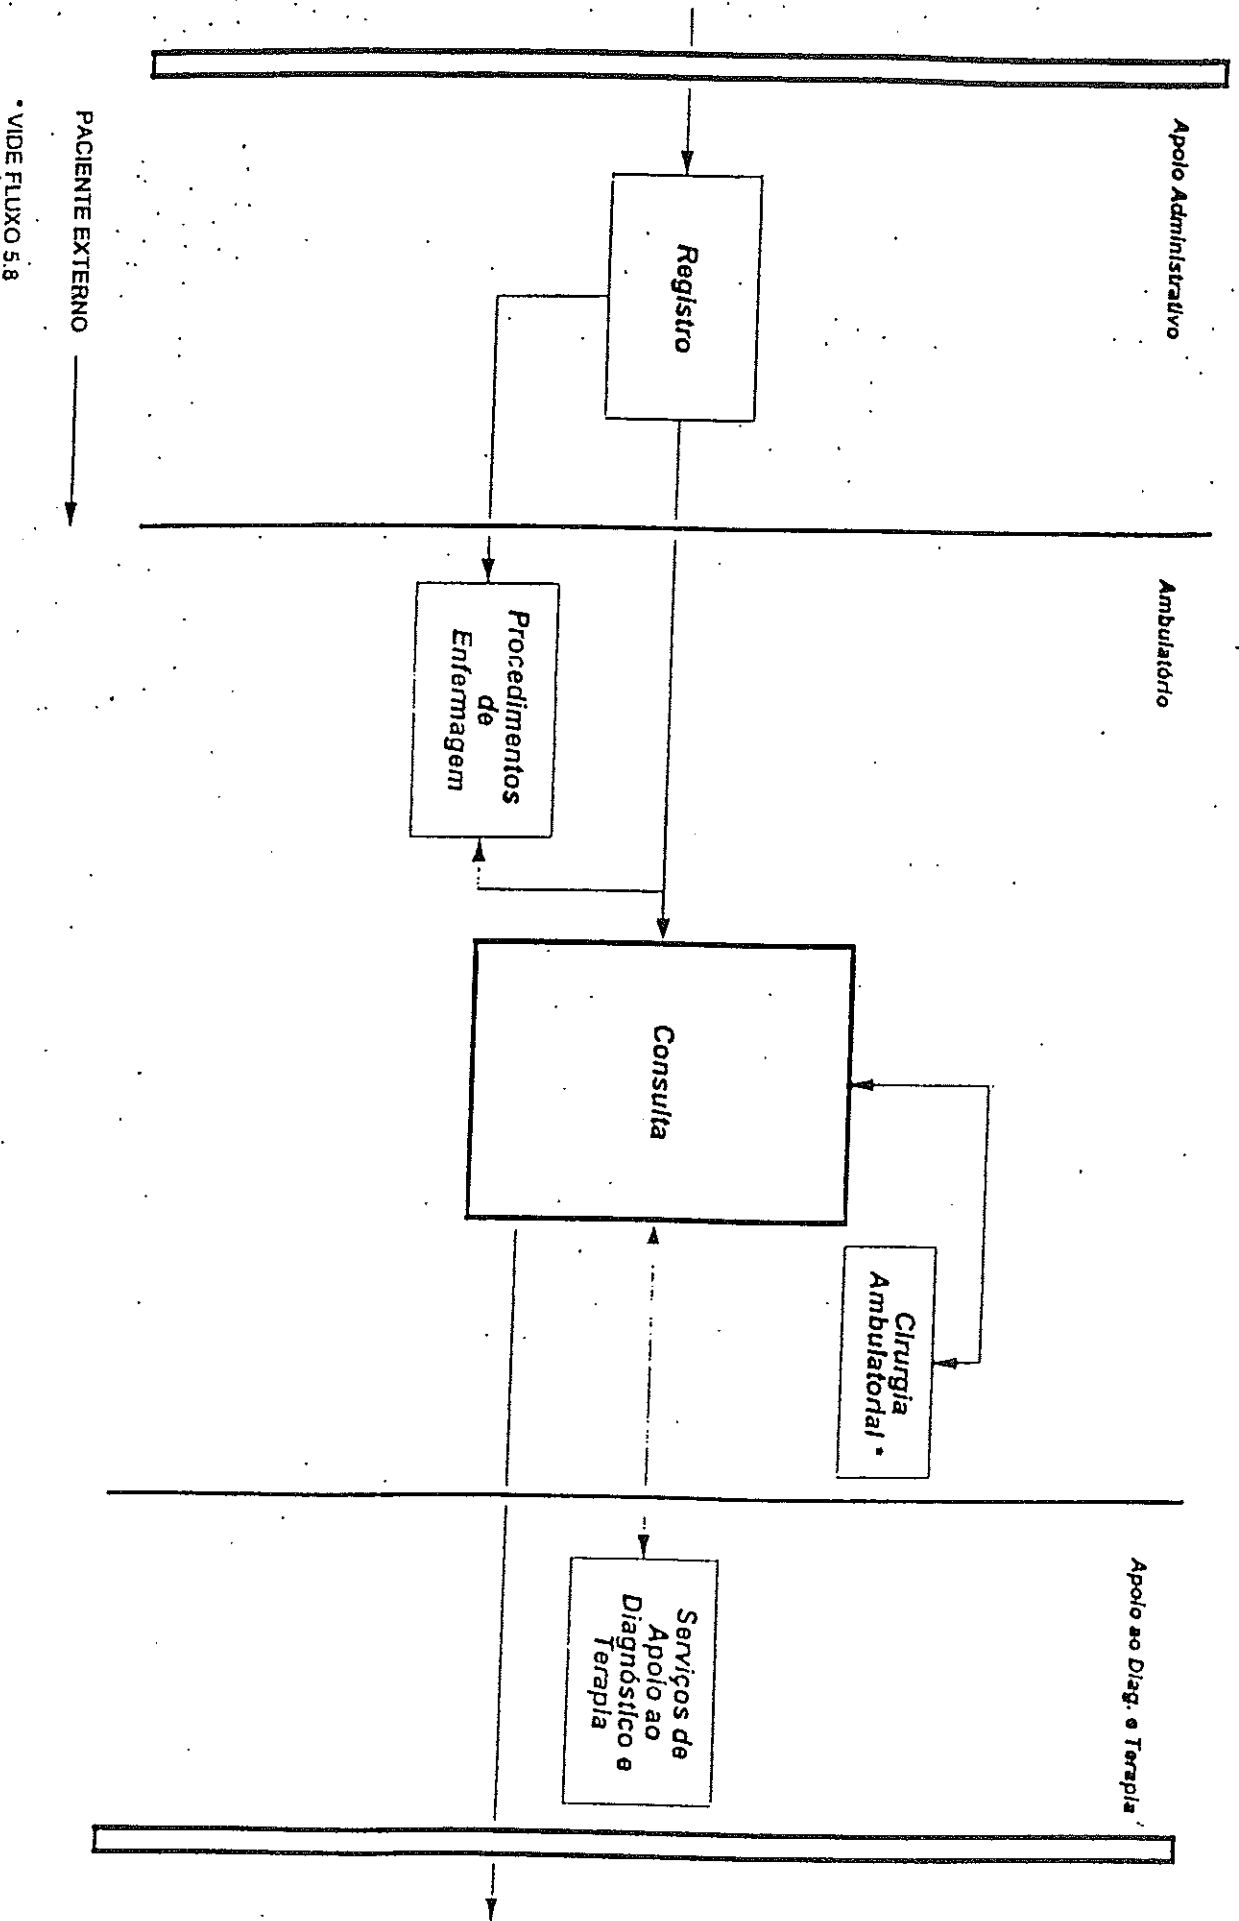 Apoio Administrativo
Ambulatório
Apoio ao Diag. e Terapia
Registro
Procedimentos
de
Enfermagem
Consulta
Cirurgia
Ambulatorial *
Serviços de
Apoio ao
Diagnóstico e
Terapia
PACIENTE EXTERNO
* VIDE FLUXO 5.8